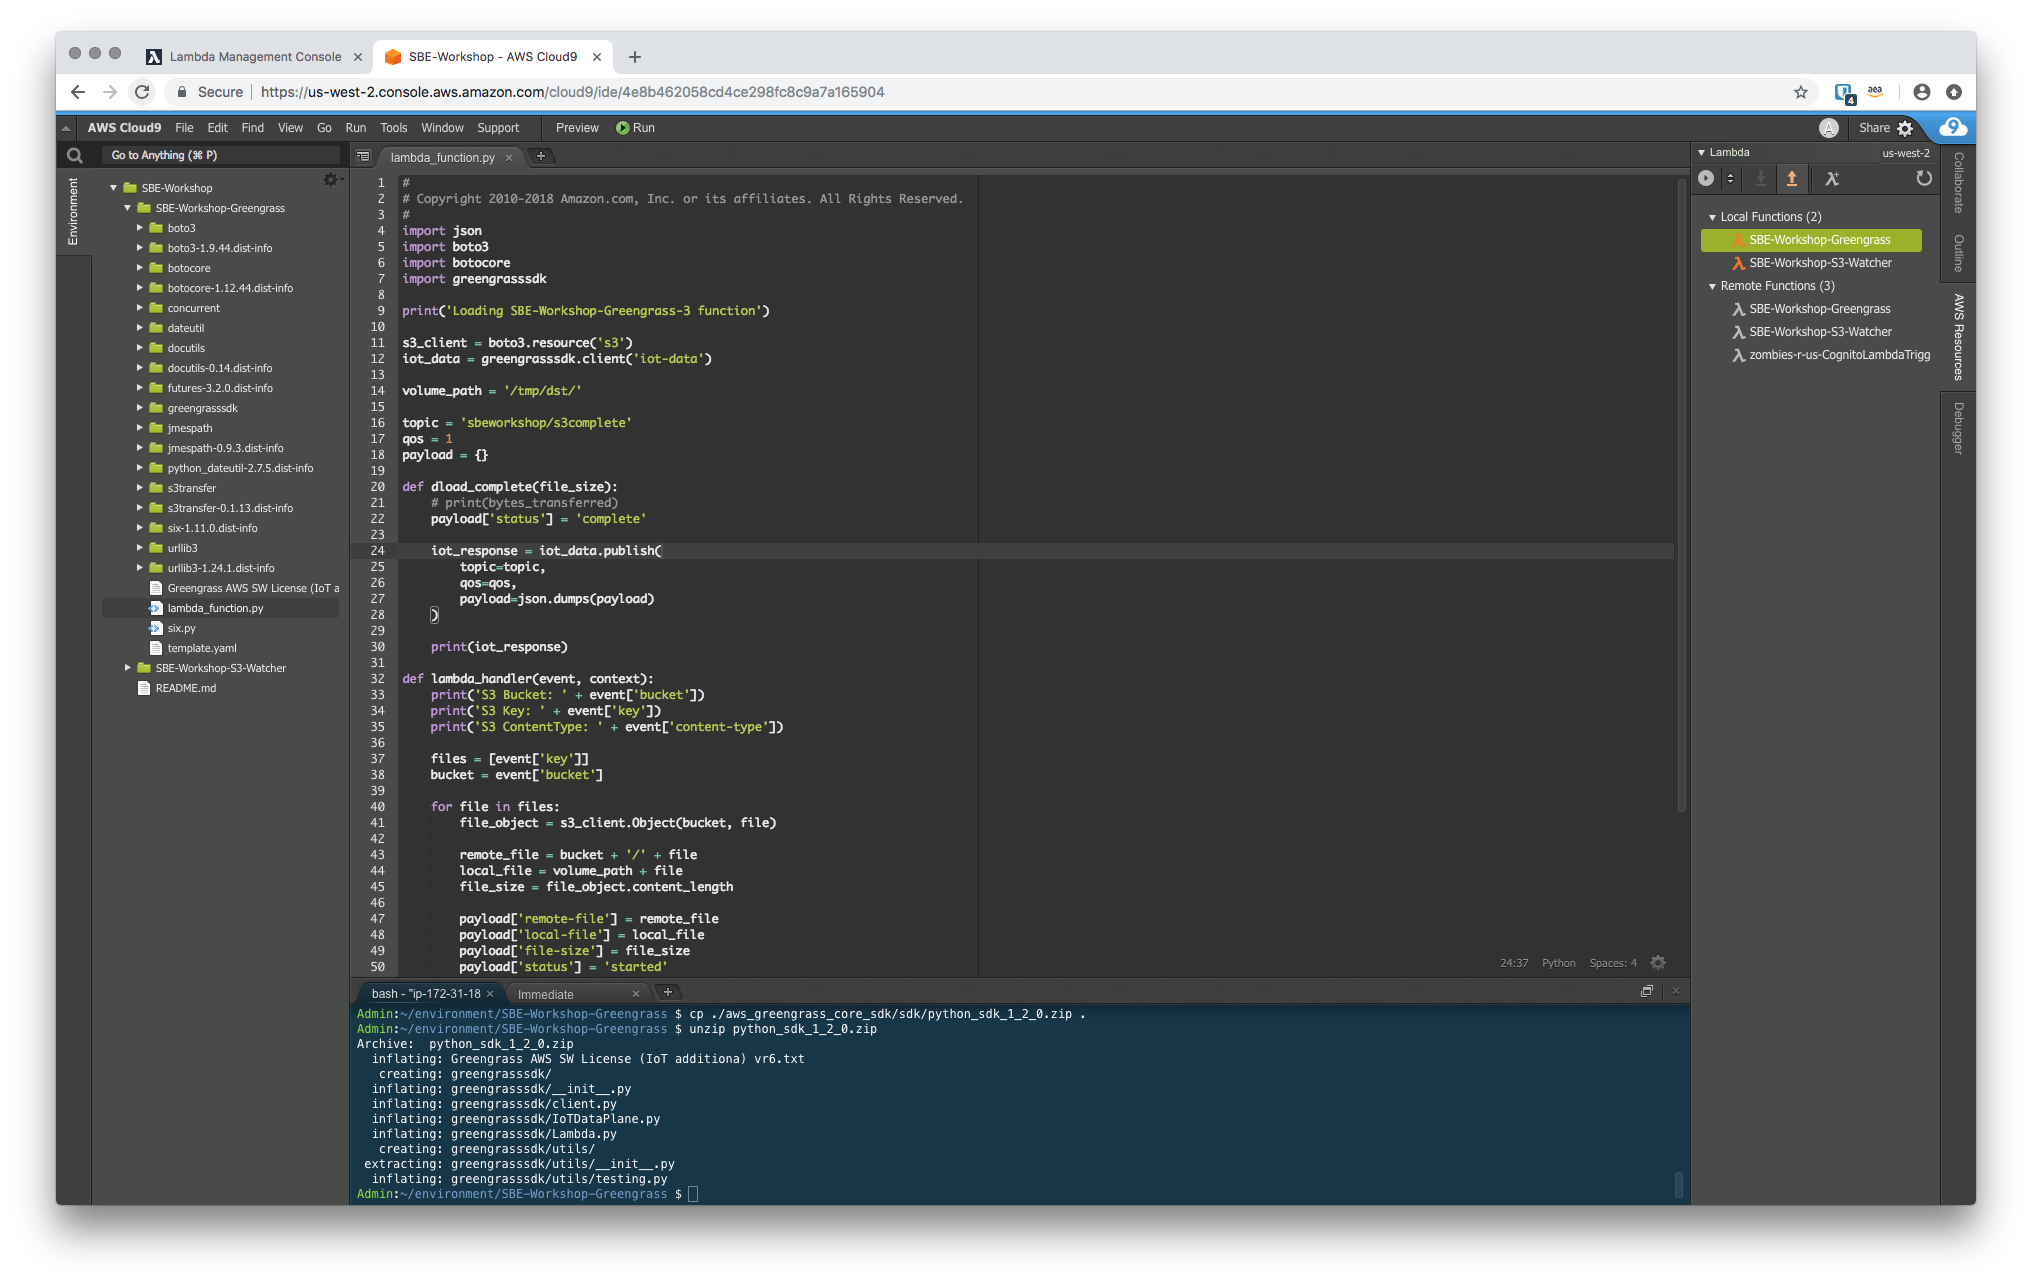 Lambda Management Console
SBE-Workshop - AWS Cloud9
Secure
https://us-west-2.console.aws.amazon.com/cloud9/ide/4e8b462058cd4ce298fc8c9a7a165904
4
aea
AWS Cloud9 File Edit Find View Go Run Tools Window Support Preview Run
A
Share
9
Go to Anything (⌘ P)
Environment
SBE-Workshop
SBE-Workshop-Greengrass
boto3
boto3-1.9.44.dist-info
botocore
botocore-1.12.44.dist-info
concurrent
dateutil
docutils
docutils-0.14.dist-info
futures-3.2.0.dist-info
greengrasssdk
jmespath
jmespath-0.9.3.dist-info
python_dateutil-2.7.5.dist-info
s3transfer
s3transfer-0.1.13.dist-info
six-1.11.0.dist-info
urllib3
urllib3-1.24.1.dist-info
Greengrass AWS SW License (IoT a
lambda_function.py
six.py
template.yaml
SBE-Workshop-S3-Watcher
README.md
lambda_function.py
1 #
2 # Copyright 2010-2018 Amazon.com, Inc. or its affiliates. All Rights Reserved.
3 #
4 import json
5 import boto3
6 import botocore
7 import greengrasssdk
8
9 print('Loading SBE-Workshop-Greengrass-3 function')
10
11 s3_client = boto3.resource('s3')
12 iot_data = greengrasssdk.client('iot-data')
13
14 volume_path = '/tmp/dst/'
15
16 topic = 'sbeworkshop/s3complete'
17 qos = 1
18 payload = {}
19
20 def dload_complete(file_size):
21     # print(bytes_transferred)
22     payload['status'] = 'complete'
23
24     iot_response = iot_data.publish(
25         topic=topic,
26         qos=qos,
27         payload=json.dumps(payload)
28     )
29
30     print(iot_response)
31
32 def lambda_handler(event, context):
33     print('S3 Bucket: ' + event['bucket'])
34     print('S3 Key: ' + event['key'])
35     print('S3 ContentType: ' + event['content-type'])
36
37     files = [event['key']]
38     bucket = event['bucket']
39
40     for file in files:
41         file_object = s3_client.Object(bucket, file)
42
43         remote_file = bucket + '/' + file
44         local_file = volume_path + file
45         file_size = file_object.content_length
46
47         payload['remote-file'] = remote_file
48         payload['local-file'] = local_file
49         payload['file-size'] = file_size
50         payload['status'] = 'started'
24:37 Python Spaces: 4
bash - "ip-172-31-18
Immediate
Admin:~/environment/SBE-Workshop-Greengrass $ cp ./aws_greengrass_core_sdk/sdk/python_sdk_1_2_0.zip .
Admin:~/environment/SBE-Workshop-Greengrass $ unzip python_sdk_1_2_0.zip
Archive:  python_sdk_1_2_0.zip
inflating: Greengrass AWS SW License (IoT additiona) vr6.txt
creating: greengrasssdk/
inflating: greengrasssdk/__init__.py
inflating: greengrasssdk/client.py
inflating: greengrasssdk/IoTDataPlane.py
inflating: greengrasssdk/Lambda.py
creating: greengrasssdk/utils/
extracting: greengrasssdk/utils/__init__.py
inflating: greengrasssdk/utils/testing.py
Admin:~/environment/SBE-Workshop-Greengrass $
Lambda us-west-2
Local Functions (2)
SBE-Workshop-Greengrass
SBE-Workshop-S3-Watcher
Remote Functions (3)
SBE-Workshop-Greengrass
SBE-Workshop-S3-Watcher
zombies-r-us-CognitoLambdaTrigg
Collaborate
Outline
AWS Resources
Debugger